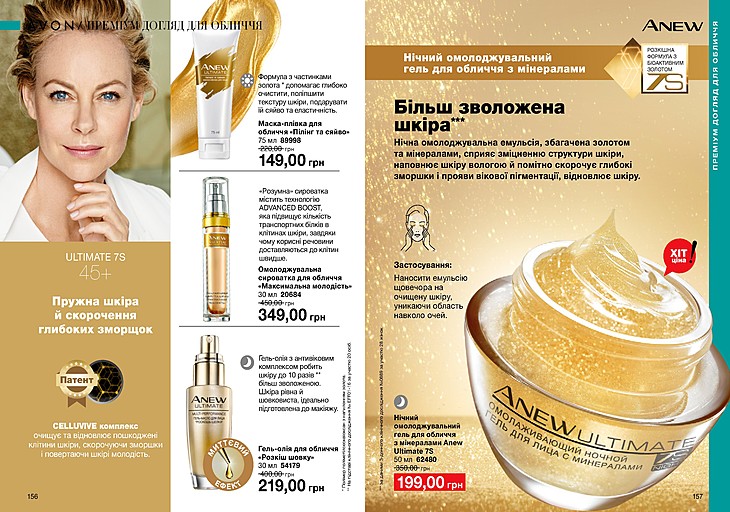 AVON / ПРЕМІУМ ДОГЛЯД ДЛЯ ОБЛИЧЧЯ
ULTIMATE 7S
45+
Пружна шкіра
й скорочення
глибоких зморщок
Патент
CELLUVIVE комплекс
очищує та відновлює пошкоджені
клітини шкіри, скорочуючи зморшки
і повертаючи шкірі молодість.
156
ANEW
ULTIMATE
Формула з частинками
золота * допомагає глибоко
очистити, поліпшити
текстуру шкіри, подарувати
їй сяйво та еластичність.
Маска-плівка для
обличчя «Пілінг та сяйво»
75 мл 89998
220,00 грн
149,00 грн
ANEW
«Розумна» сироватка
містить технологію
ADVANCED BOOST,
яка підвищує кількість
транспортних білків в
клітинах шкіри, завдяки
чому корисні речовини
доставляються до клітин
швидше.
Омолоджувальна
сироватка для обличчя
«Максимальна молодість»
30 мл 20684
450,00 грн
349,00 грн
ANEW
ULTIMATE
МИТТЄВИЙ
ЕФЕКТ
Гель-олія з антивіковим
комплексом робить
шкіру до 10 разів **
більш зволоженою.
Шкіра рівна й
шовковиста, ідеально
підготовлена до макіяжу.
Гель-олія для обличчя
«Розкіш шовку»
30 мл 54179
400,00 грн
219,00 грн
ANEW
Нічний омолоджувальний
гель для обличчя з мінералами
РОЗКІШНА
ФОРМУЛА З
БІОАКТИВНИМ
ЗОЛОТОМ
7S
ПРЕМІУМ ДОГЛЯД ДЛЯ ОБЛИЧЧЯ
Більш зволожена
шкіра***
Нічна омолоджувальна емульсія, збагачена золотом
та мінералами, сприяє зміцненню структури шкіри,
наповнює шкіру вологою й помітно скорочує глибокі
зморшки і прояви вікової пігментації, відновлює шкіру.
Застосування:
Наносити емульсію
щовечора на
очищену шкіру,
уникаючи область
навколо очей.
ХІТ
ціна
!
ANEW ULTIMATE
ОМОЛАЖИВАЮЩИЙ НОЧНОЙ
ГЕЛЬ ДЛЯ ЛИЦА С МИНЕРАЛАМИ
7S
Нічний
омолоджувальний
гель для обличчя
з мінералами Anew
Ultimate 7S
50 мл 62480
350,00 грн
199,00 грн
157